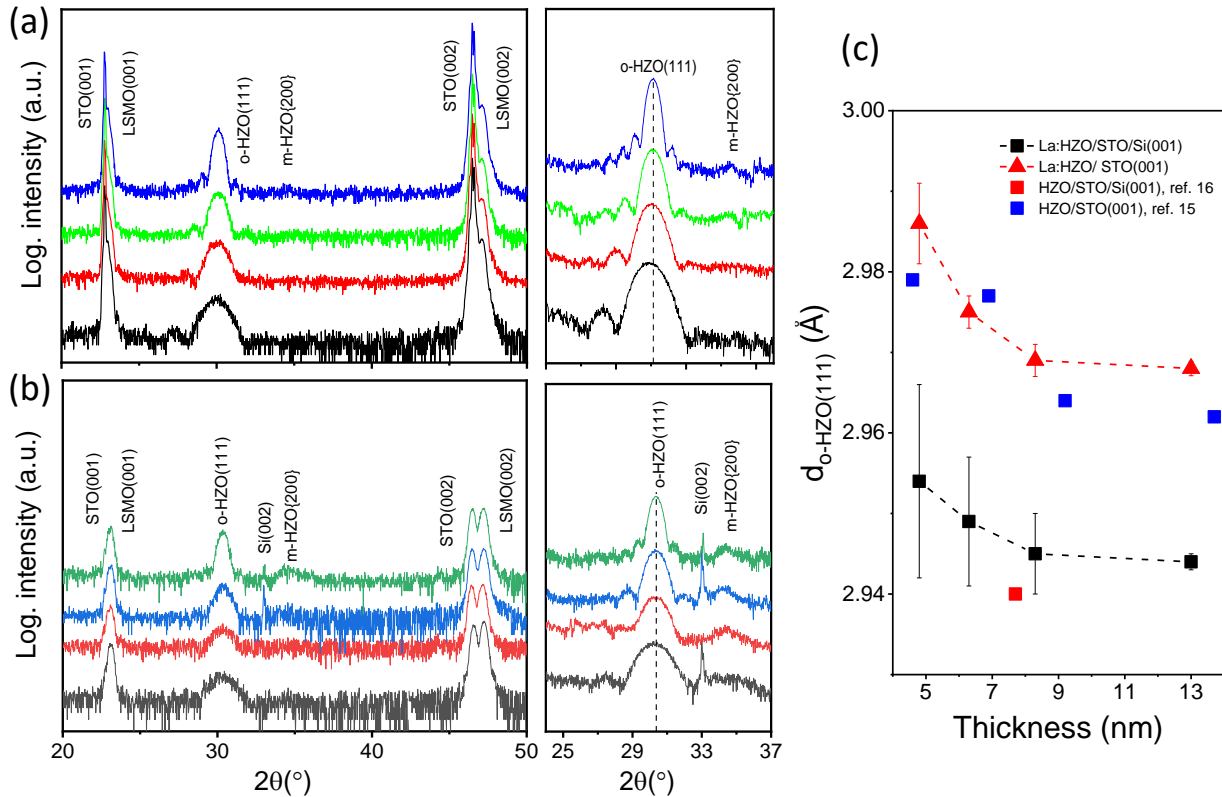 (a)
Log. intensity (a.u.)
STO(001)
LSMO(001)
o-HZO(111)
m-HZO{200}
STO(002)
LSMO(002)
o-HZO(111)
m-HZO{200}
(b)
Log. intensity (a.u.)
STO(001)
LSMO(001)
o-HZO(111)
Si(002)
m-HZO{200}
STO(002)
LSMO(002)
20 30 40 50
2θ(°)
o-HZO(111)
Si(002)
m-HZO{200}
25 29 33 37
2θ(°)
(c)
d o-HZO(111) (Å)
3.00
2.98
2.96
2.94
La:HZO/STO/Si(001)
La:HZO/ STO(001)
HZO/STO/Si(001), ref. 16
HZO/STO(001), ref. 15
5 7 9 11 13
Thickness (nm)